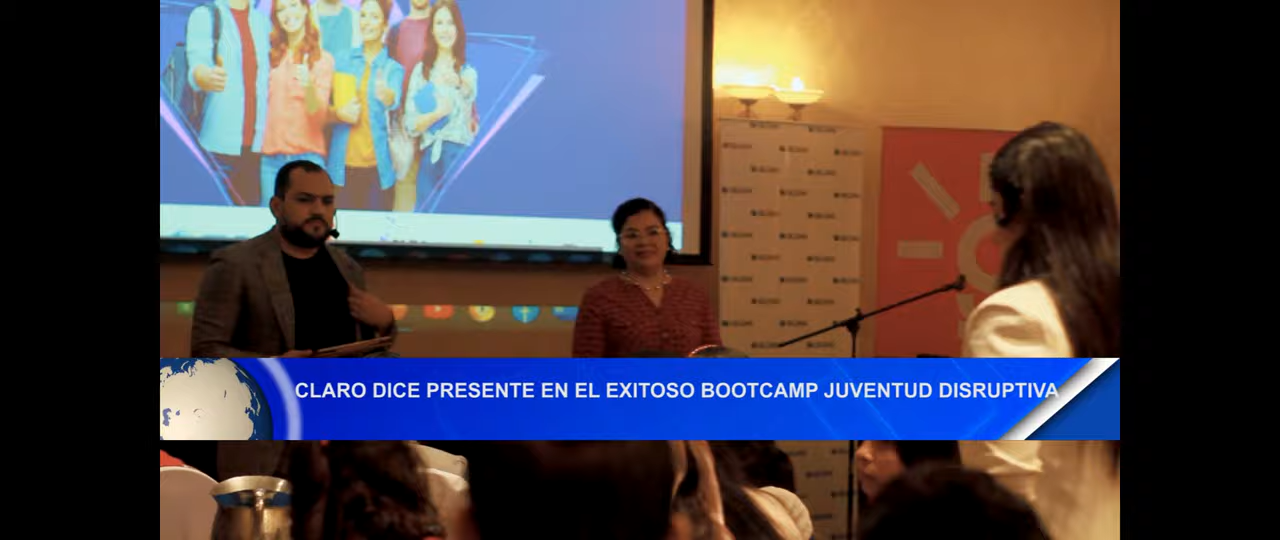 CLARO DICE PRESENTE EN EL EXITOSO BOOTCAMP JUVENTUD DISRUPTIVA